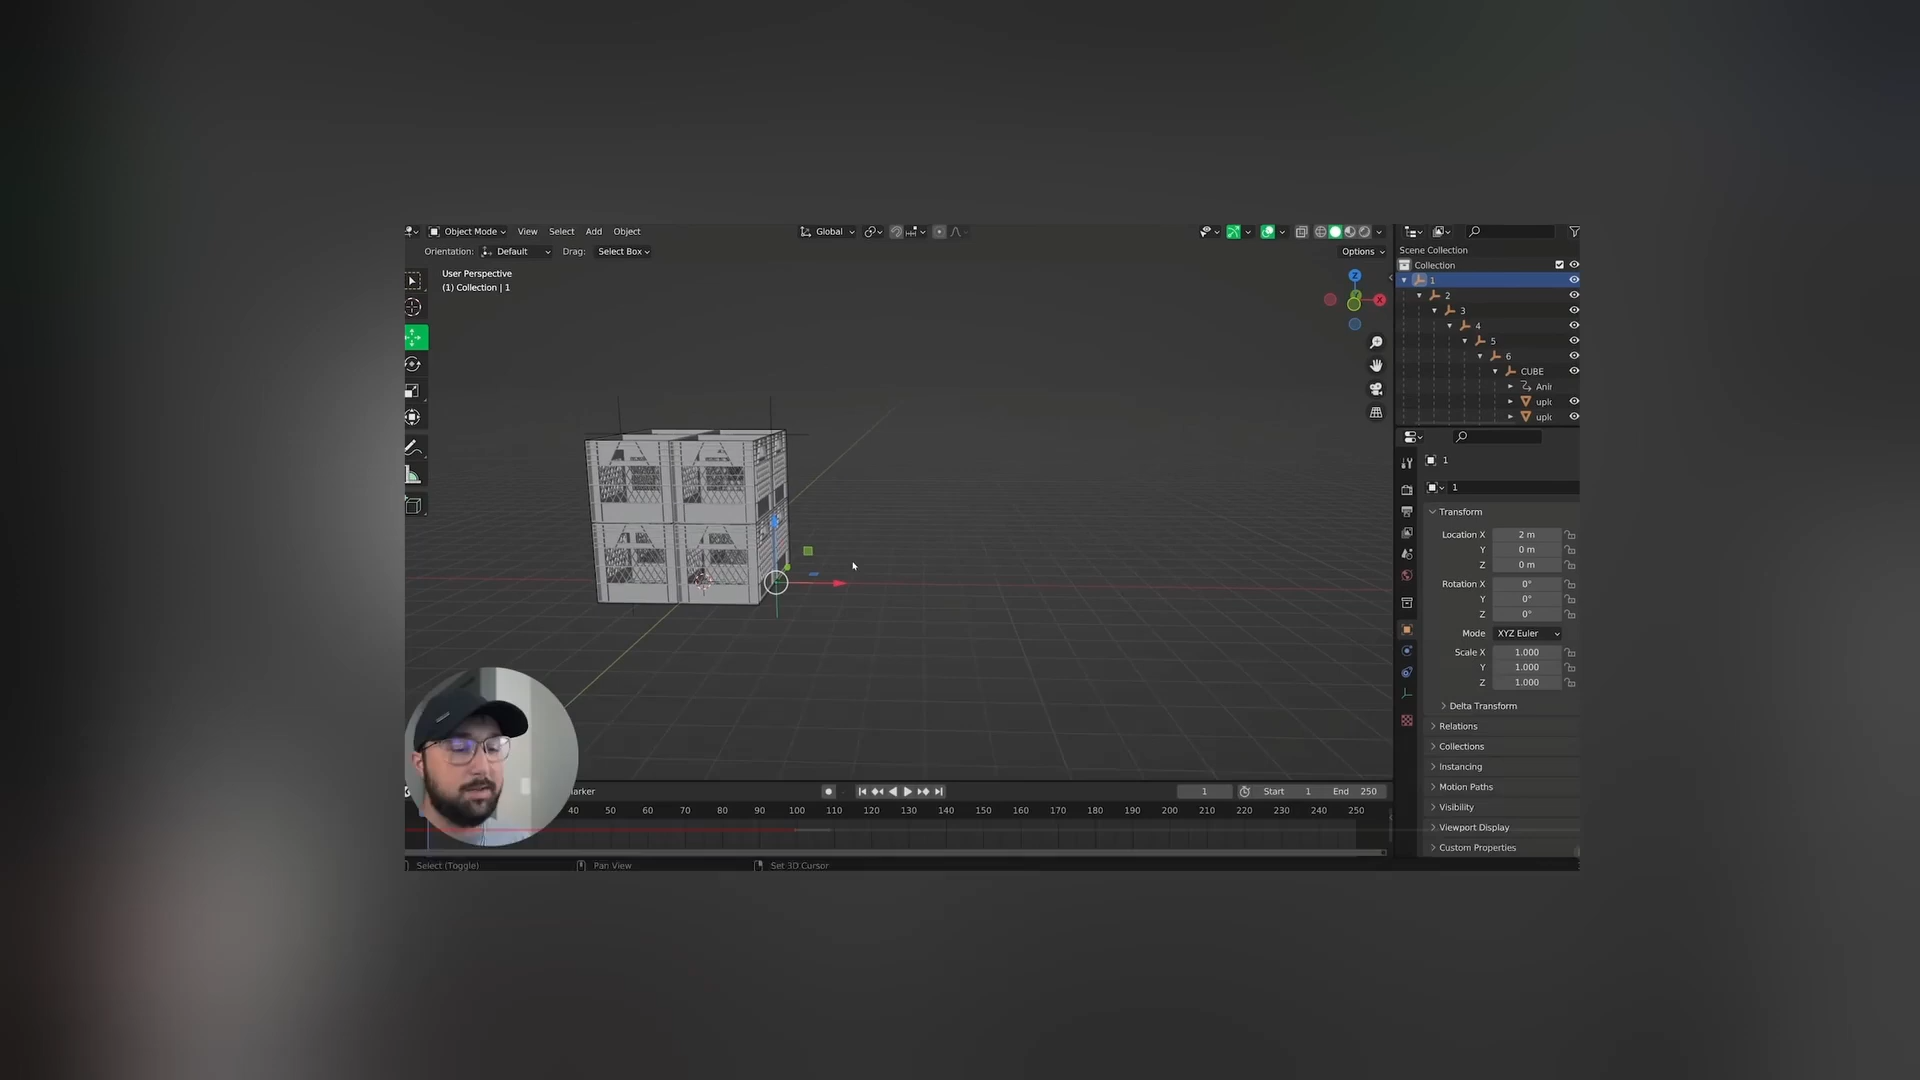 Object Mode View Select Add Object Global
Orientation: Default Drag: Select Box Options
User Perspective
(1) Collection | 1
Z
X
Scene Collection
Collection
1
2
3
4
5
6
CUBE
Anir
uplc
uplc
1
1
Transform
Location X 2 m
Y 0 m
Z 0 m
Rotation X 0°
Y 0°
Z 0°
Mode XYZ Euler
Scale X 1.000
Y 1.000
Z 1.000
Delta Transform
Relations
Collections
Instancing
Motion Paths
Visibility
Viewport Display
Custom Properties
arker 1 Start 1 End 250
40 50 60 70 80 90 100 110 120 130 140 150 160 170 180 190 200 210 220 230 240 250
Select (Toggle) Pan View Set 3D Cursor